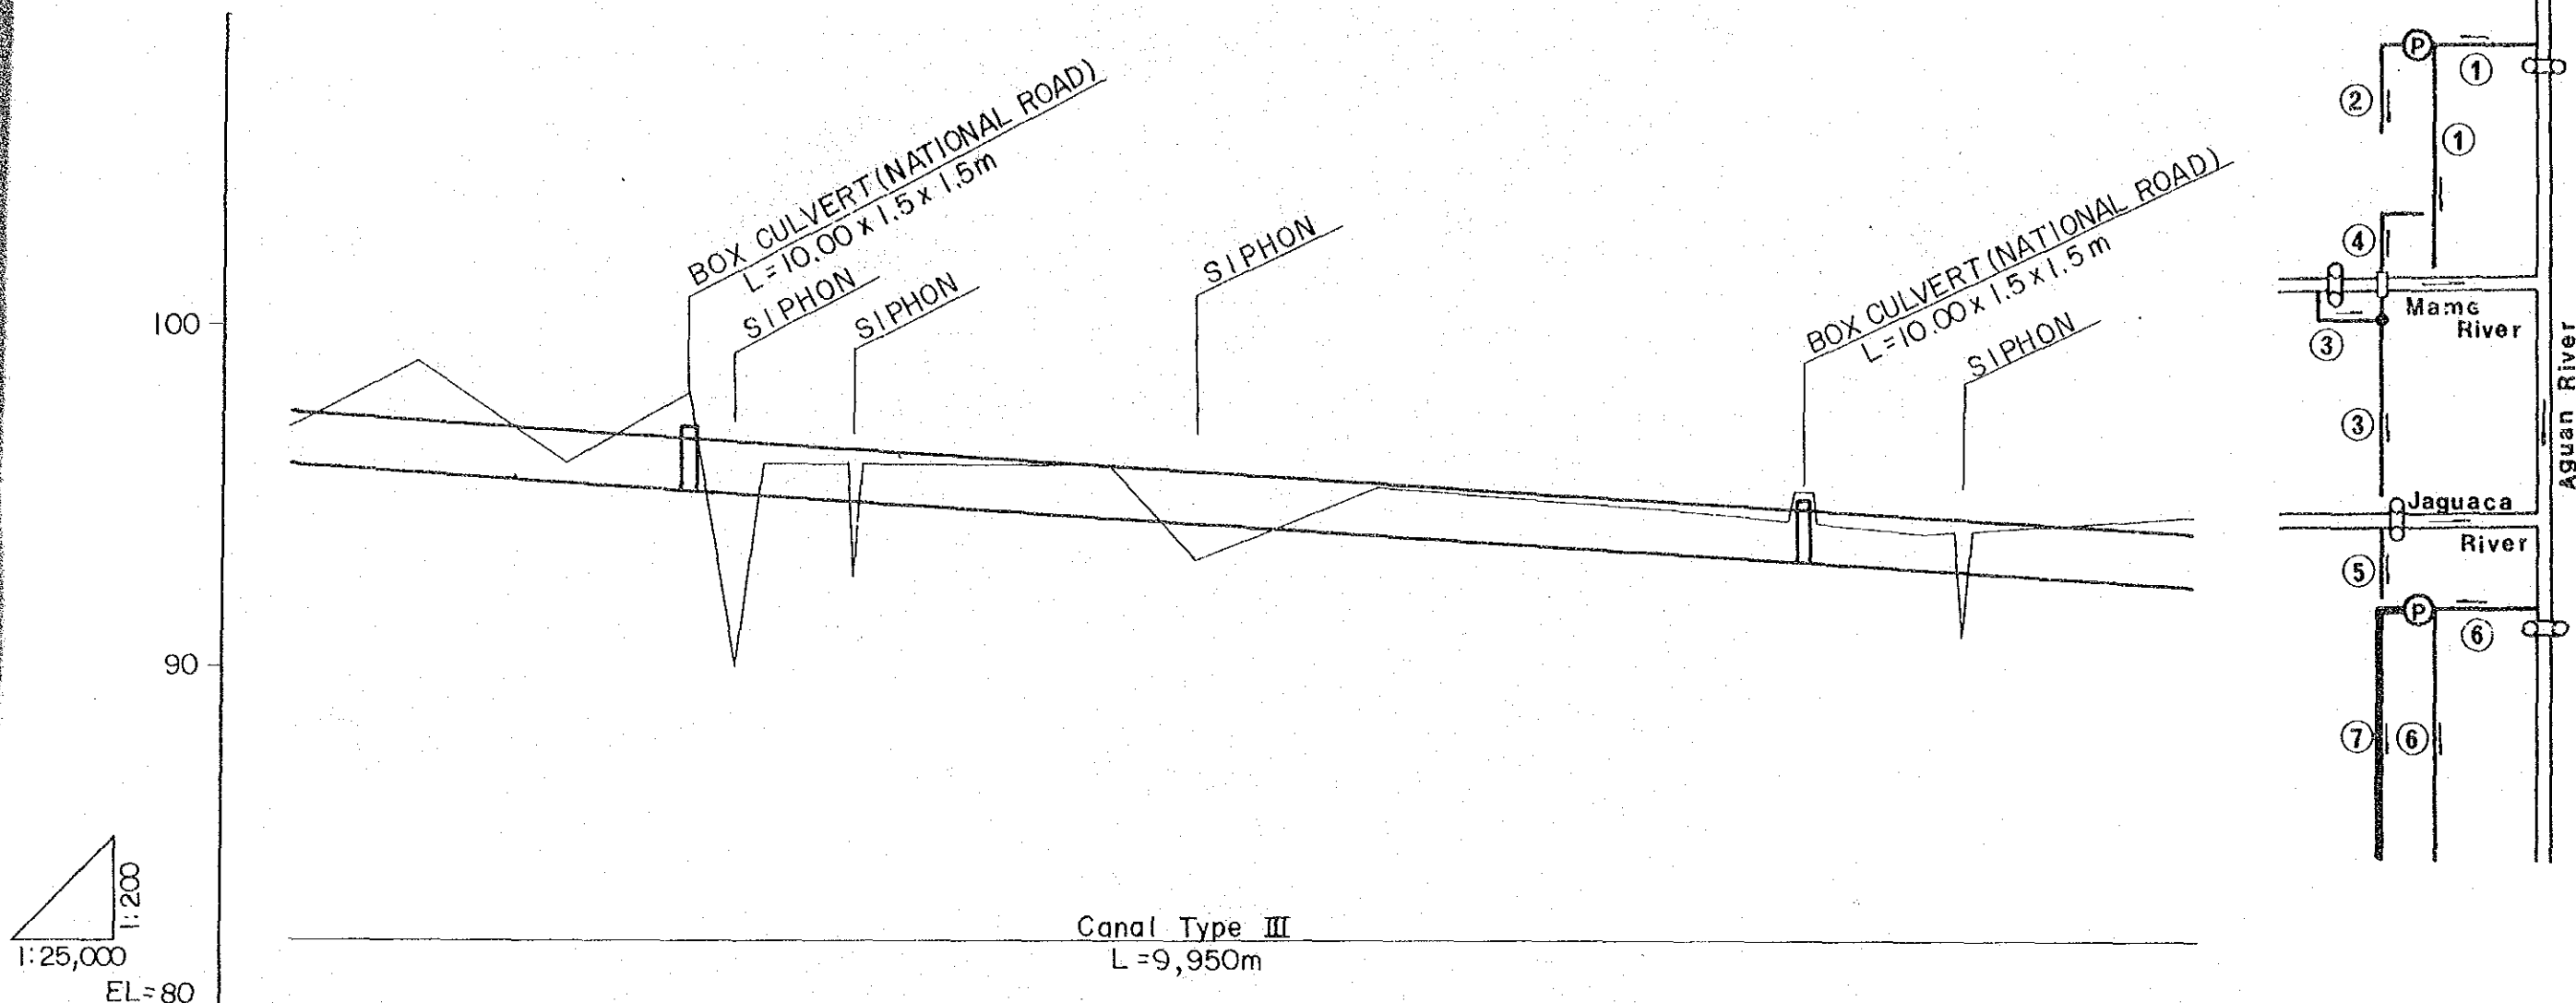 BOX CULVERT (NATIONAL ROAD)
L=10.00 x 1.5 x 1.5m
SIPHON
SIPHON
SIPHON
BOX CULVERT (NATIONAL ROAD)
L=10.00 x 1.5 x 1.5m
SIPHON
100
90
1:200
1:25,000
EL=80
Canal Type III
L=9,950m
P
1
2
1
4
Mame
River
3
3
Aguan River
Jaguaca
River
5
P
6
7
6